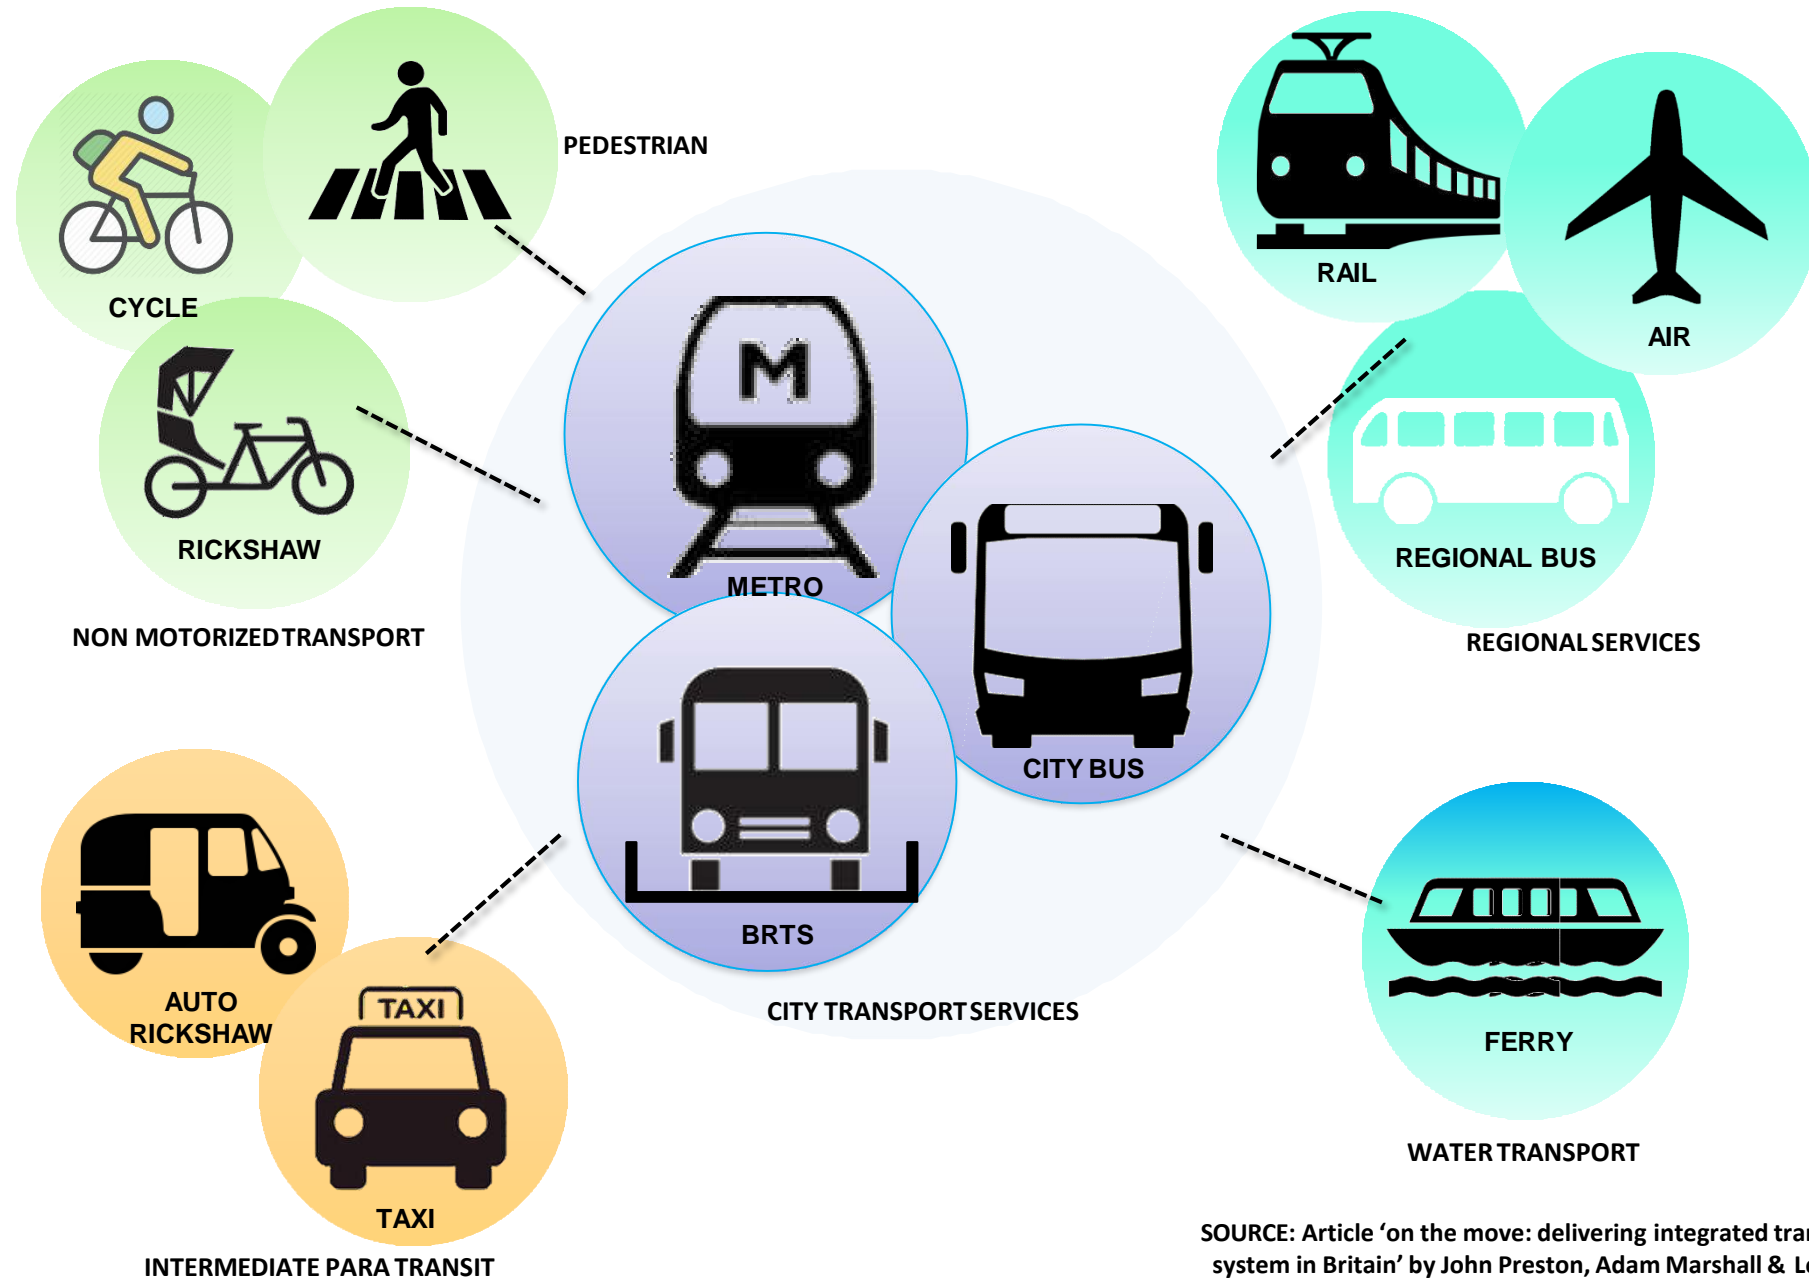 PEDESTRIAN
CYCLE
RICKSHAW
NON MOTORIZED TRANSPORT
M
METRO
CITY BUS
BRTS
CITY TRANSPORT SERVICES
RAIL
AIR
REGIONAL BUS
REGIONAL SERVICES
AUTO
RICKSHAW
TAXI
TAXI
INTERMEDIATE PARA TRANSIT
FERRY
WATER TRANSPORT
SOURCE: Article ‘on the move: delivering integrated
system in Britain’ by John Preston, Adam Marshall &